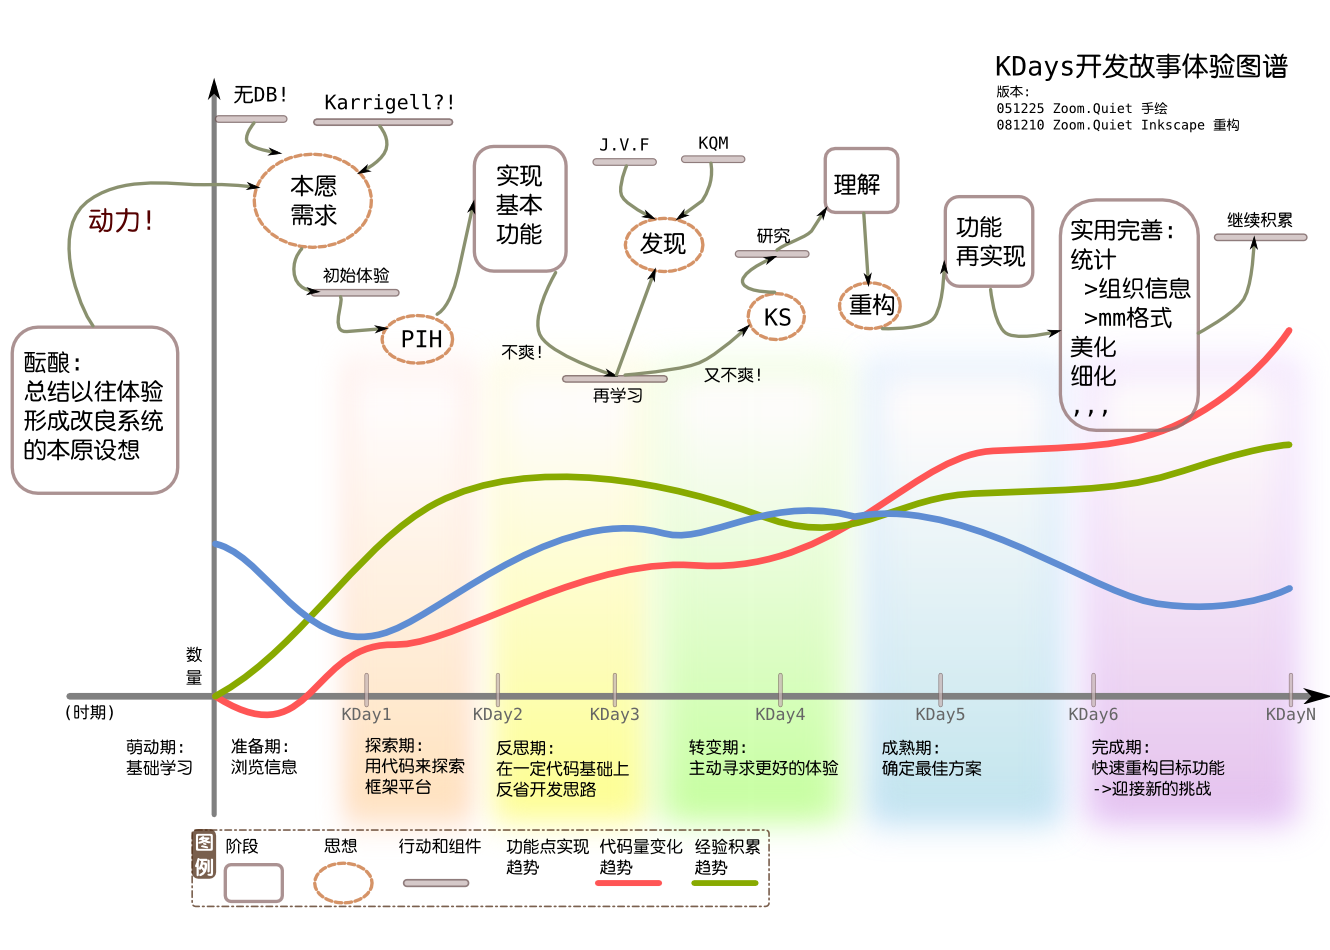 KDays开发故事体验图谱
版本:
051225 Zoom.Quiet 手绘
081210 Zoom.Quiet Inkscape 重构
无DB!
Karrigell?!
动力!
本愿
需求
初始体验
PIH
酝酿:
总结以往体验
形成改良系统
的本原设想
实现
基本
功能
不爽!
再学习
J.V.F
KQM
发现
又不爽!
研究
KS
理解
重构
功能
再实现
实用完善:
统计
>组织信息
>mm格式
美化
细化
,,,
继续积累
数
量
(时期)
KDay1
KDay2
KDay3
KDay4
KDay5
KDay6
KDayN
萌动期:
基础学习
准备期:
浏览信息
探索期:
用代码来探索
框架平台
反思期:
在一定代码基础上
反省开发思路
转变期:
主动寻求更好的体验
成熟期:
确定最佳方案
完成期:
快速重构目标功能
->迎接新的挑战
图
例
阶段
思想
行动和组件
功能点实现
趋势
代码量变化
趋势
经验积累
趋势